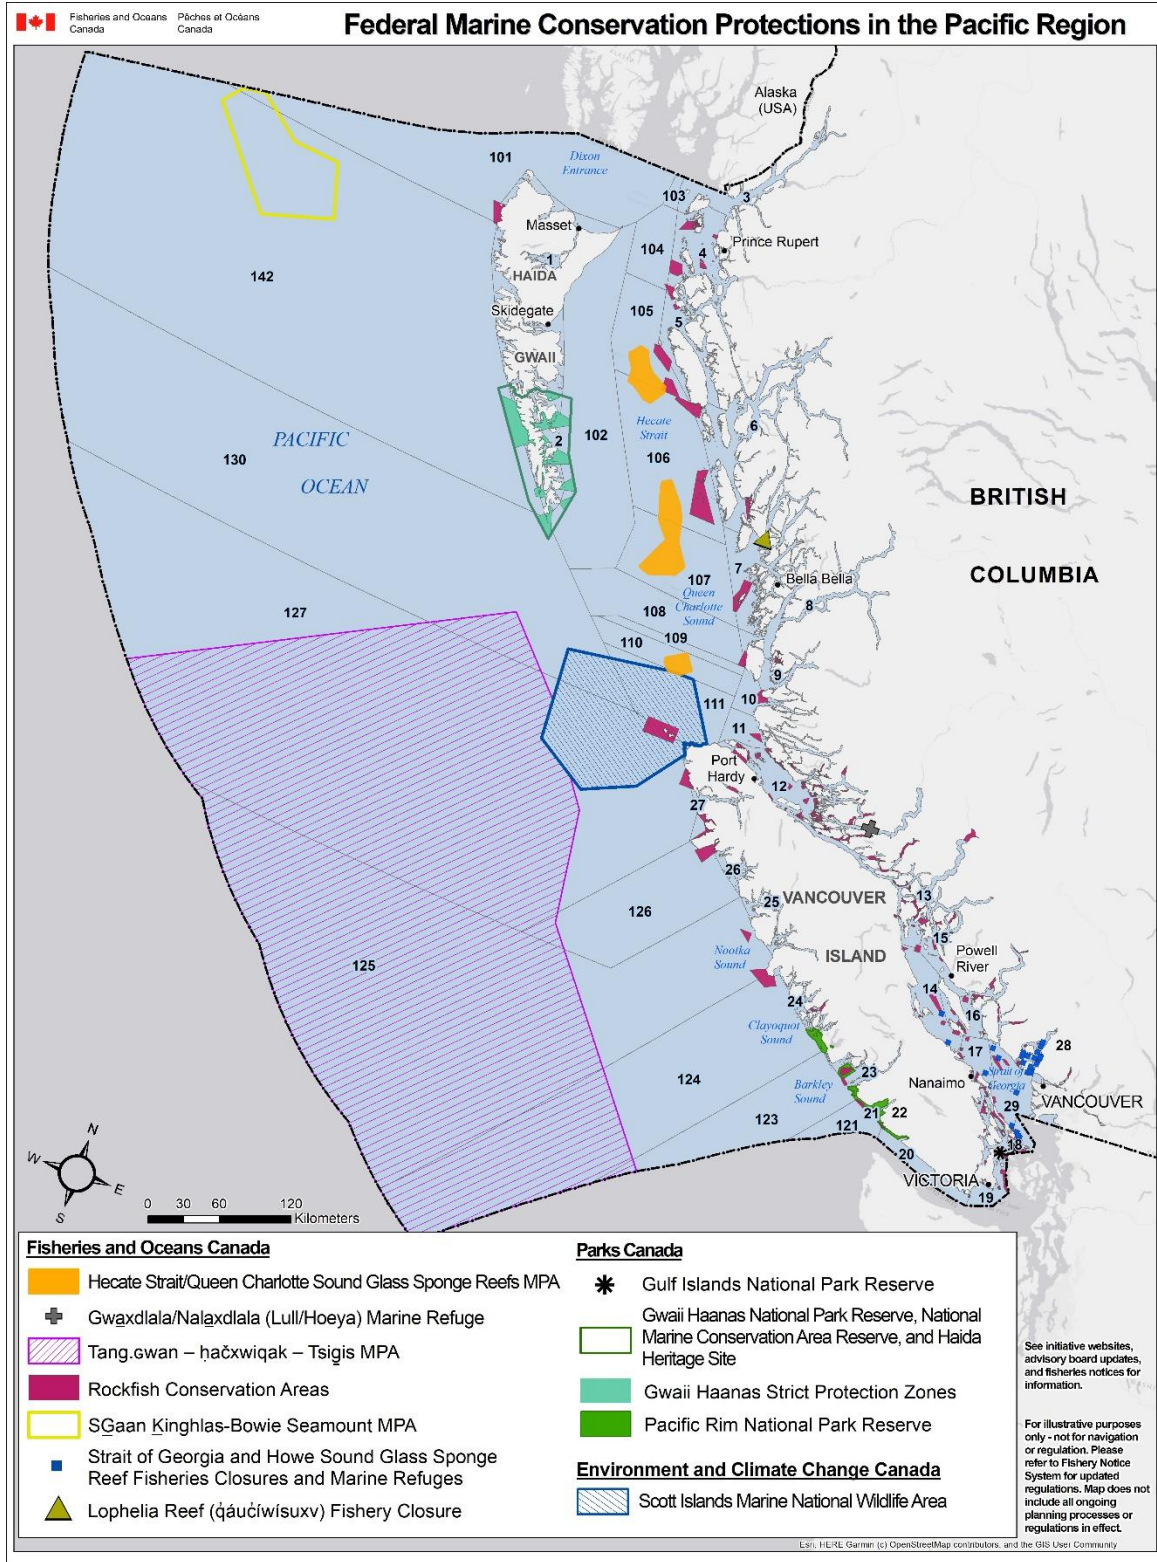 Fisheries and Oceans Pêches et Océans
Canada Canada
Federal Marine Conservation Protections in the Pacific Region
Alaska
(USA)
101
Dixon
Entrance
103
3
Masset
104
4
Prince Rupert
1
HAIDA
142
105
Skidegate
5
GWAII
Hecate
Strait
6
2
102
PACIFIC
130
106
OCEAN
BRITISH
7
107
Bella Bella
COLUMBIA
Queen
Charlotte
Sound
8
127
108
109
110
9
10
111
11
Port
Hardy
12
27
26
VANCOUVER
13
126
25
15
Nootka
Sound
ISLAND
Powell
River
125
14
24
16
Clayoquot
Sound
17
28
124
23
Strait of
Georgia
Barkley
Sound
Nanaimo
VANCOUVER
123
21
22
29
121
18
20
VICTORIA
19
N
W
E
S
0 30 60 120
Kilometers
Fisheries and Oceans Canada
Hecate Strait/Queen Charlotte Sound Glass Sponge Reefs MPA
Gwa̱xdlala/Nala̱xdlala (Lull/Hoeya) Marine Refuge
Tang.ɢwan – ḥačxʷiqak – Tsig̱is MPA
Rockfish Conservation Areas
SG̱aan Ḵinghlas-Bowie Seamount MPA
Strait of Georgia and Howe Sound Glass Sponge
Reef Fisheries Closures and Marine Refuges
Lophelia Reef (q̓áuc̓íwísuxv) Fishery Closure
Parks Canada
Gulf Islands National Park Reserve
Gwaii Haanas National Park Reserve, National
Marine Conservation Area Reserve, and Haida
Heritage Site
Gwaii Haanas Strict Protection Zones
Pacific Rim National Park Reserve
Environment and Climate Change Canada
Scott Islands Marine National Wildlife Area
See initiative websites,
advisory board updates,
and fisheries notices for
information.
For illustrative purposes
only - not for navigation
or regulation. Please
refer to Fishery Notice
System for updated
regulations. Map does not
include all ongoing
planning processes or
regulations in effect.
Esri, HERE Garmin (c) OpenStreetMap contributors, and the GIS User Community